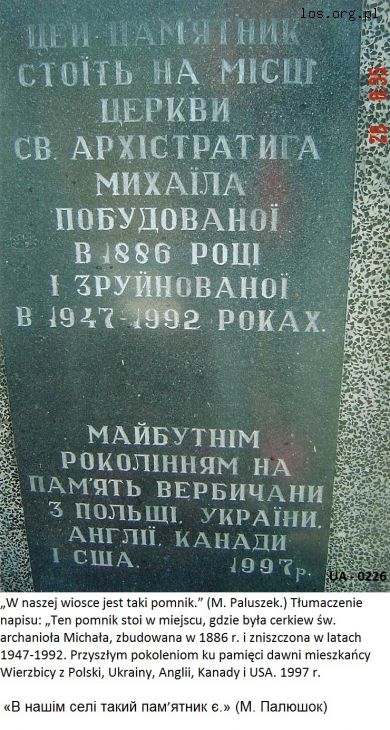 los.org.pl
ЦЕЙ ПАМ'ЯТНИК
СТОЇТЬ НА МІСЦІ
ЦЕРКВИ
СВ. АРХІСТРАТИГА
МИХАЇЛА
ПОБУДОВАНОЇ
В 1886 РОЦІ
І ЗРУЙНОВАНОЇ
В 1947-1992 РОКАХ.
МАЙБУТНІМ
РОКОЛІННЯМ НА
ПАМ'ЯТЬ ВЕРБИЧАНИ
З ПОЛЬЩІ, УКРАЇНИ,
АНГЛІЇ, КАНАДИ
І США. 1997р.
UA - 0226
„W naszej wiosce jest taki pomnik.” (M. Paluszek.) Tłumaczenie
napisu: „Ten pomnik stoi w miejscu, gdzie była cerkiew św.
archanioła Michała, zbudowana w 1886 r. i zniszczona w latach
1947-1992. Przyszłym pokoleniom ku pamięci dawni mieszkańcy
Wierzbicy z Polski, Ukrainy, Anglii, Kanady i USA. 1997 r.
«В нашім селі такий пам’ятник є.» (М. Палюшок)